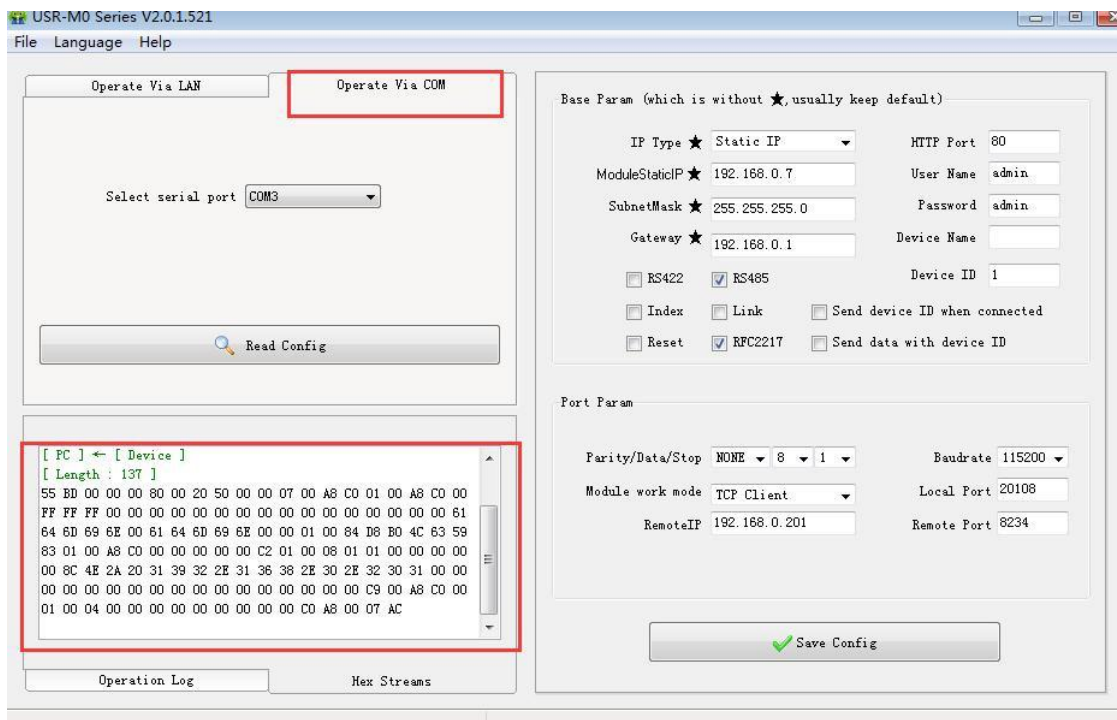 USR-M0 Series V2.0.1.521
File Language Help
Operate Via LAN
Operate Via COM
Select serial port COM3
Read Config
[ PC ] ← [ Device ]
[ Length : 137 ]
55 BD 00 00 00 80 00 20 50 00 00 07 00 A8 C0 01 00 A8 C0 00
FF FF FF 00 00 00 00 00 00 00 00 00 00 00 00 00 00 00 00 61
64 6D 69 6E 00 61 64 6D 69 6E 00 00 01 00 84 D8 B0 4C 63 59
83 01 00 A8 C0 00 00 00 00 00 C2 01 00 08 01 01 00 00 00 00
00 8C 4E 2A 20 31 39 32 2E 31 36 38 2E 30 2E 32 30 31 00 00
00 00 00 00 00 00 00 00 00 00 00 00 00 00 00 C9 00 A8 C0 00
01 00 04 00 00 00 00 00 00 00 00 00 C0 A8 00 07 AC
Operation Log
Hex Streams
Base Param (which is without ★,usually keep default)
IP Type ★ Static IP HTTP Port 80
ModuleStaticIP ★ 192.168.0.7 User Name admin
SubnetMask ★ 255.255.255.0 Password admin
Gateway ★ 192.168.0.1 Device Name
RS422 RS485 Device ID 1
Index Link Send device ID when connected
Reset RFC2217 Send data with device ID
Port Param
Parity/Data/Stop NONE 8 1 Baudrate 115200
Module work mode TCP Client Local Port 20108
RemoteIP 192.168.0.201 Remote Port 8234
Save Config